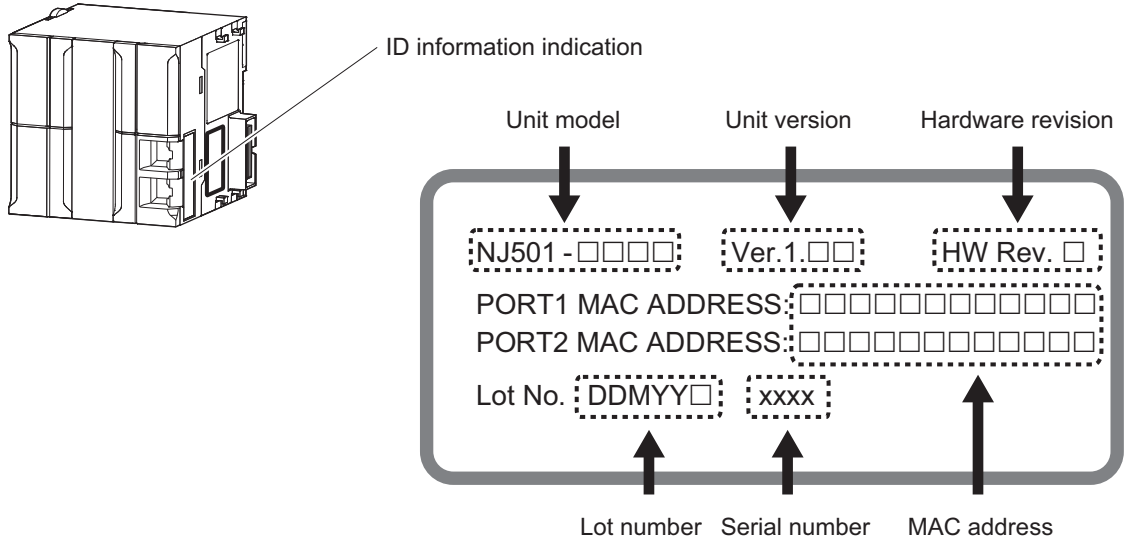 ID information indication
Unit model Unit version Hardware revision
NJ501-□□□□ Ver.1.□□ HW Rev. □
PORT1 MAC ADDRESS: □□□□□□□□□□□□
PORT2 MAC ADDRESS: □□□□□□□□□□□□
Lot No. DDMYY□ xxxx
Lot number Serial number MAC address